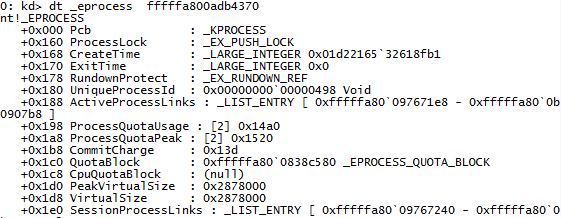 0: kd> dt _eprocess  fffffa800adb4370
nt!_EPROCESS
   +0x000 Pcb              : _KPROCESS
   +0x160 ProcessLock      : _EX_PUSH_LOCK
   +0x168 CreateTime       : _LARGE_INTEGER 0x01d22165`32618fb1
   +0x170 ExitTime         : _LARGE_INTEGER 0x0
   +0x178 RundownProtect   : _EX_RUNDOWN_REF
   +0x180 UniqueProcessId  : 0x00000000`00000498 Void
   +0x188 ActiveProcessLinks : _LIST_ENTRY [ 0xfffffa80`097671e8 - 0xfffffa80`0b
0907b8 ]
   +0x198 ProcessQuotaUsage : [2] 0x14a0
   +0x1a8 ProcessQuotaPeak : [2] 0x1520
   +0x1b8 CommitCharge     : 0x13d
   +0x1c0 QuotaBlock       : 0xfffffa80`0838c580 _EPROCESS_QUOTA_BLOCK
   +0x1c8 CpuQuotaBlock    : (null)
   +0x1d0 PeakVirtualSize  : 0x2878000
   +0x1d8 VirtualSize      : 0x2878000
   +0x1e0 SessionProcessLinks : _LIST_ENTRY [ 0xfffffa80`09767240 - 0xfffffa80`0